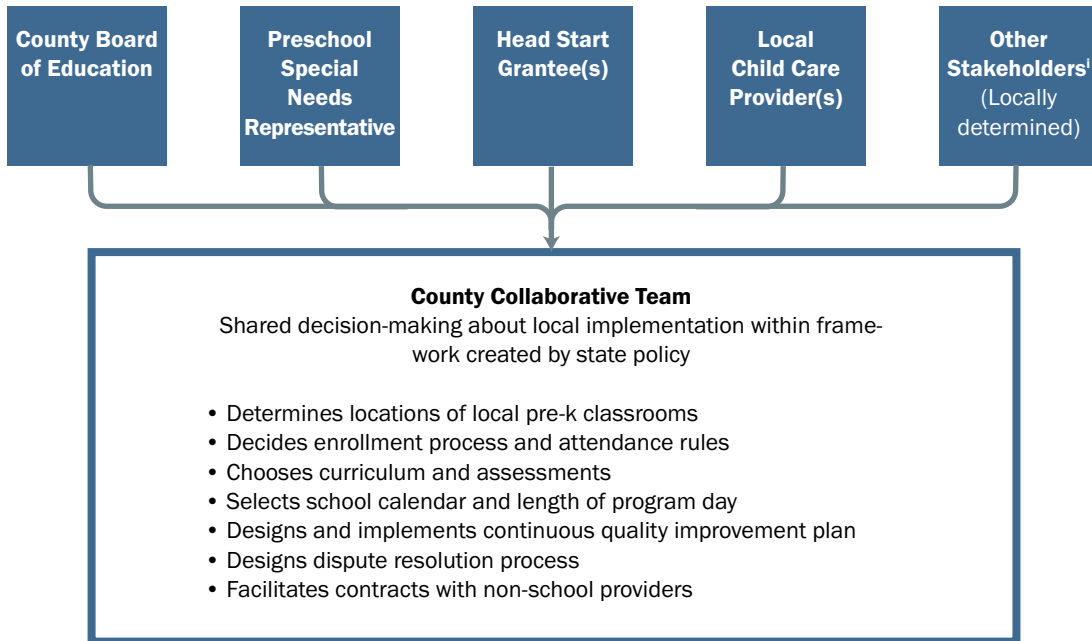 County Board
of Education
Preschool
Special
Needs
Representative
Head Start
Grantee(s)
Local
Child Care
Provider(s)
Other
Stakeholdersⁱ
(Locally
determined)
County Collaborative Team
Shared decision-making about local implementation within frame-
work created by state policy
• Determines locations of local pre-k classrooms
• Decides enrollment process and attendance rules
• Chooses curriculum and assessments
• Selects school calendar and length of program day
• Designs and implements continuous quality improvement plan
• Designs dispute resolution process
• Facilitates contracts with non-school providers